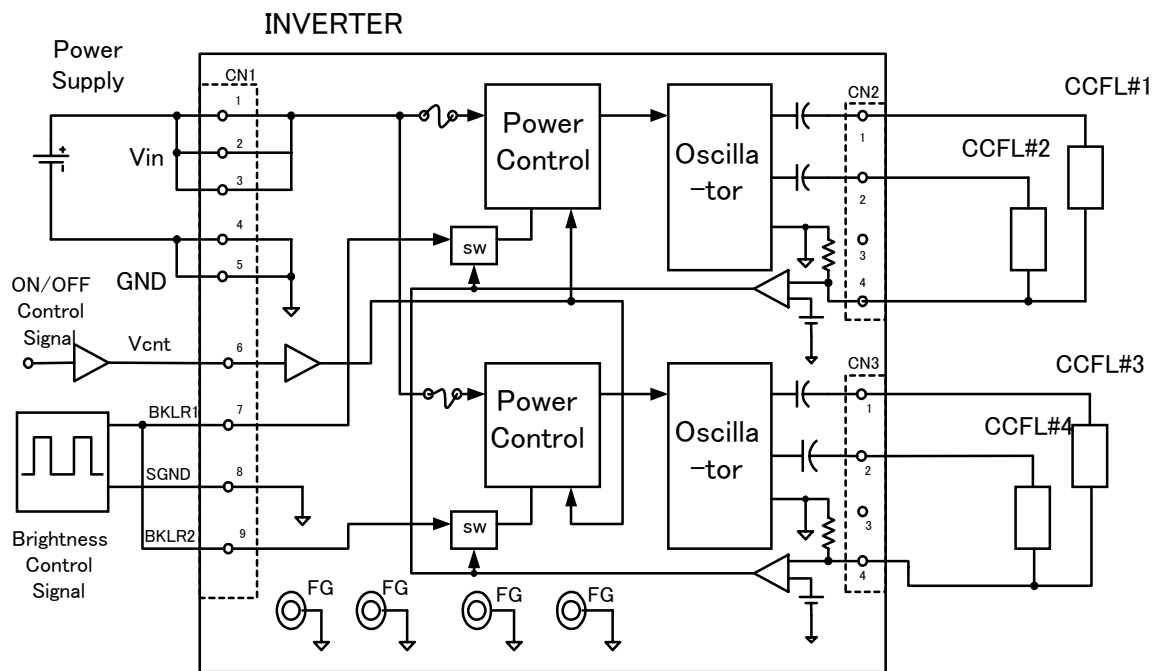 INVERTER
Power
Supply
+
Vin
GND
ON/OFF
Control
Signal
Vcnt
BKLR1
SGND
BKLR2
Brightness
Control
Signal
CN1
1
2
3
4
5
6
7
8
9
Power
Control
Oscilla
-tor
sw
CN2
1
2
3
4
CCFL#1
CCFL#2
Power
Control
Oscilla
-tor
sw
CN3
1
2
3
4
CCFL#3
CCFL#4
FG
FG
FG
FG